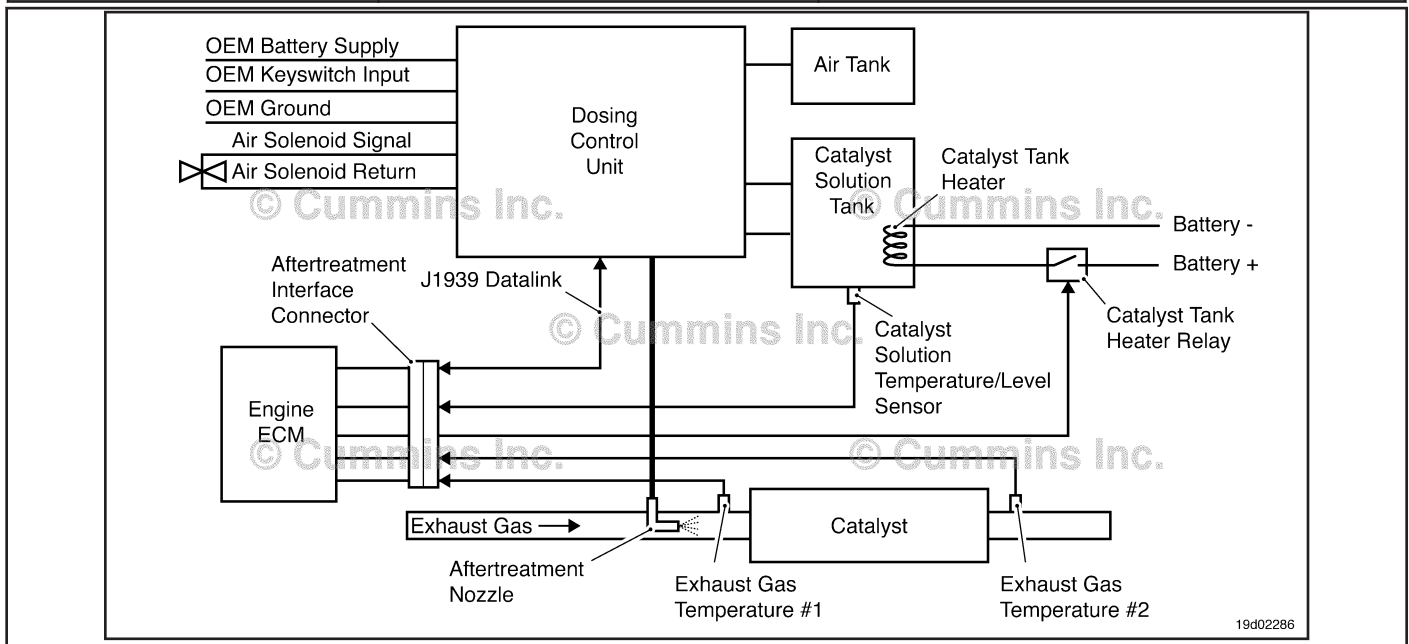 OEM Battery Supply
OEM Keyswitch Input
OEM Ground
Air Solenoid Signal
Air Solenoid Return
Dosing
Control
Unit
Air Tank
Catalyst
Solution
Tank
Catalyst Tank
Heater
Battery -
Battery +
Catalyst Tank
Heater Relay
© Cummins Inc.
© Cummins Inc.
Aftertreatment
Interface
Connector
J1939 Datalink
© Cummins Inc.
Catalyst
Solution
Temperature/Level
Sensor
Engine
ECM
© Cummins Inc.
© Cummins Inc.
Exhaust Gas
Catalyst
Aftertreatment
Nozzle
Exhaust Gas
Temperature #1
Exhaust Gas
Temperature #2
19d02286